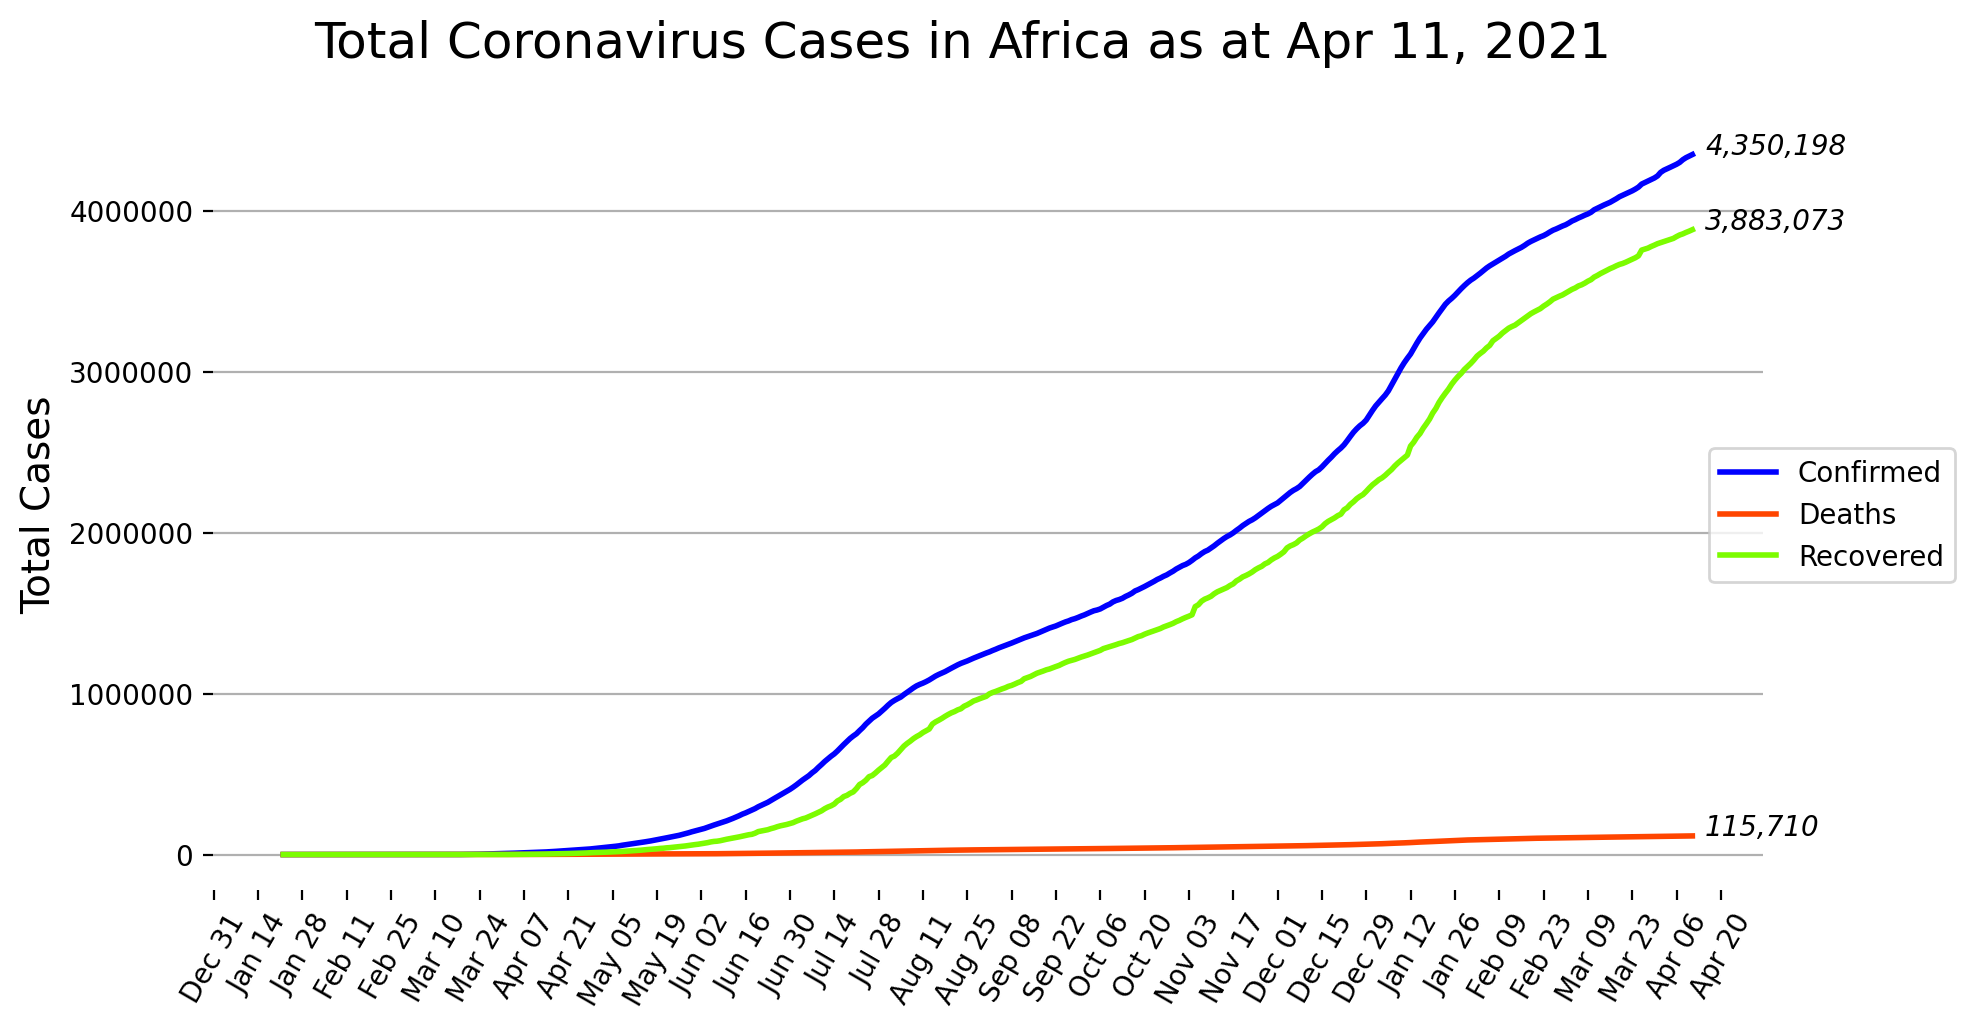 Total Coronavirus Cases in Africa as at Apr 11, 2021
4,350,198
4000000
3,883,073
3000000
Total Cases
Confirmed
2000000
Deaths
Recovered
1000000
115,710
0
Dec 31
Jan 14
Jan 28
Feb 11
Feb 25
Mar 10
Mar 24
Apr 07
Apr 21
May 05
May 19
Jun 02
Jun 16
Jun 30
Jul 14
Jul 28
Aug 11
Aug 25
Sep 08
Sep 22
Oct 06
Oct 20
Nov 03
Nov 17
Dec 01
Dec 15
Dec 29
Jan 12
Jan 26
Feb 09
Feb 23
Mar 09
Mar 23
Apr 06
Apr 20